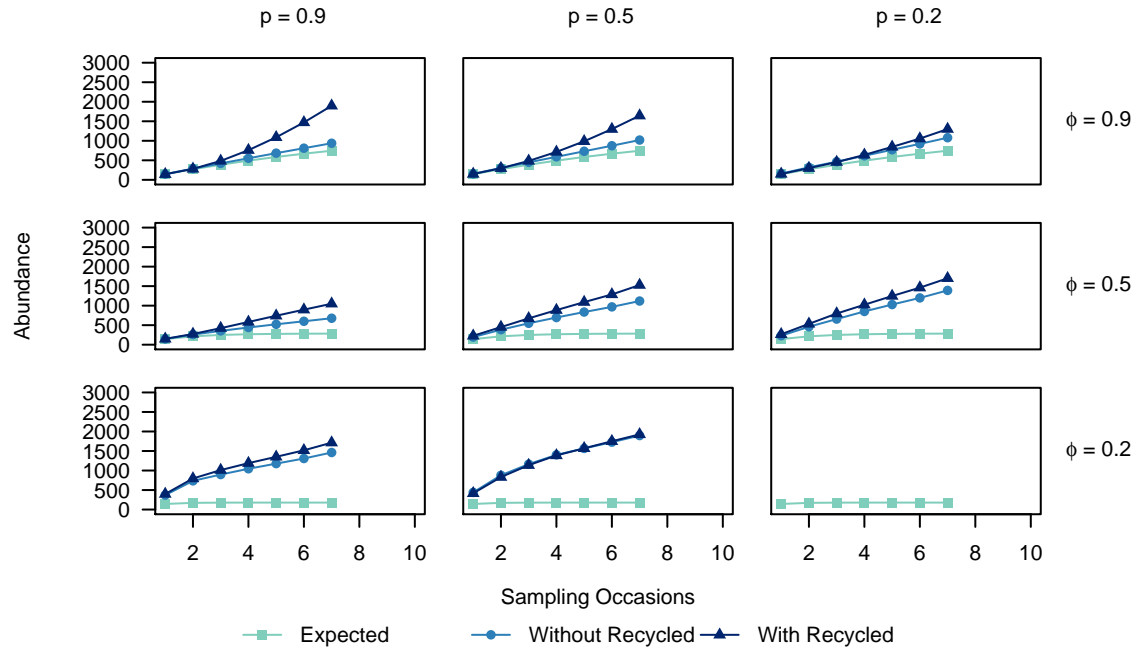 p = 0.9 p = 0.5 p = 0.2
3000
2500
2000
1500
1000
500
0
ϕ = 0.9
3000
2500
2000
1500
1000
500
0
ϕ = 0.5
3000
2500
2000
1500
1000
500
0
ϕ = 0.2
Abundance
2 4 6 8 10 2 4 6 8 10 2 4 6 8 10
Sampling Occasions
Expected Without Recycled With Recycled